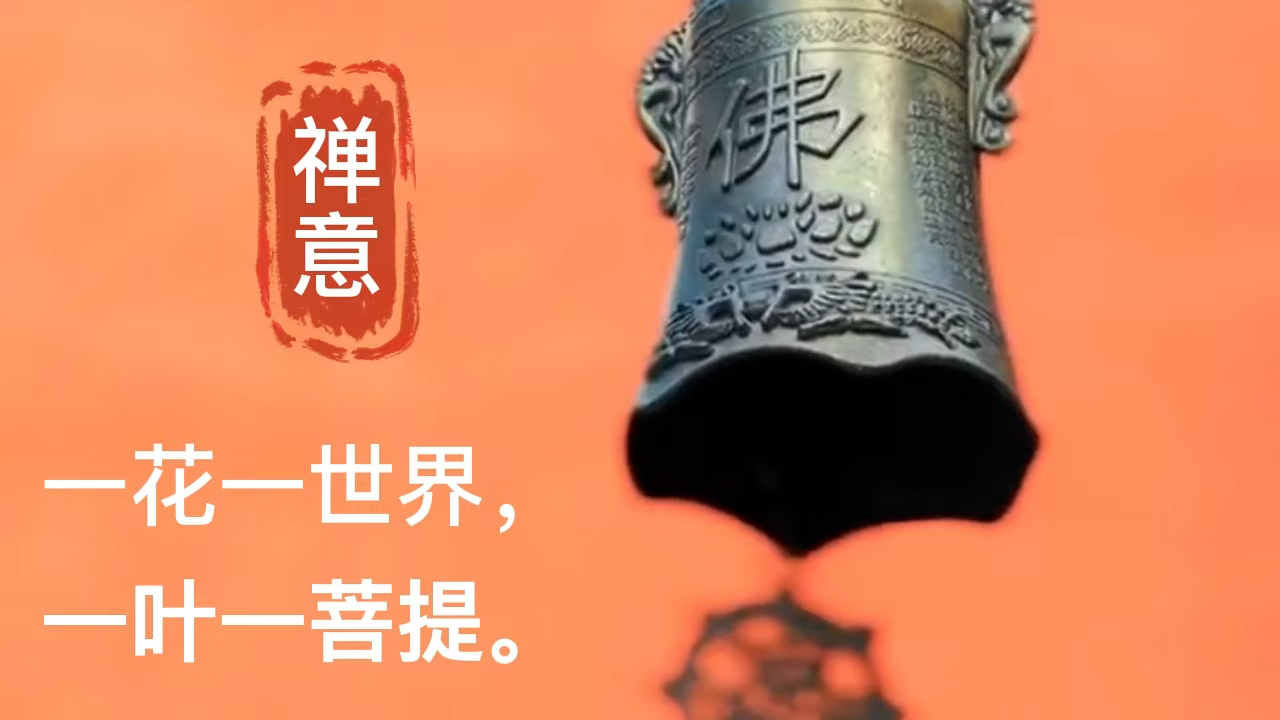 禅意
一花一世界，
一叶一菩提。
佛